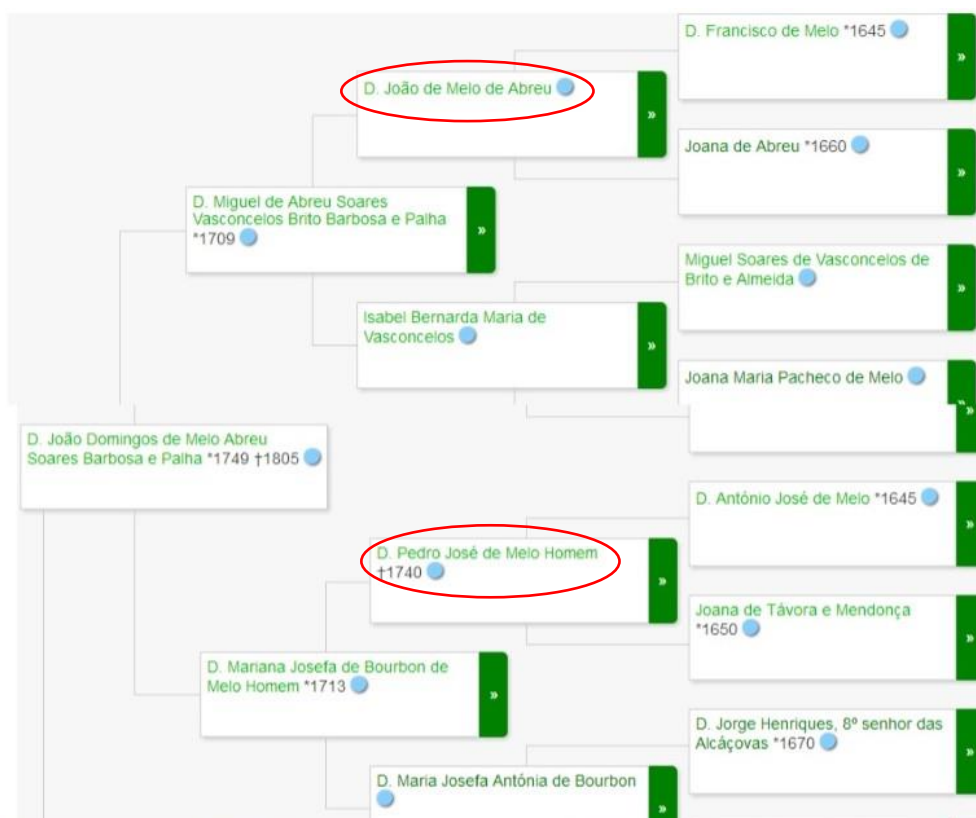 D. Francisco de Melo *1645
»
D. João de Melo de Abreu
»
Joana de Abreu *1660
»
D. Miguel de Abreu Soares
Vasconcelos Brito Barbosa e Palha
*1709
»
Miguel Soares de Vasconcelos de
Brito e Almeida
»
Isabel Bernarda Maria de
Vasconcelos
»
Joana Maria Pacheco de Melo
»
D. João Domingos de Melo Abreu
Soares Barbosa e Palha *1749 †1805
D. António José de Melo *1645
»
D. Pedro José de Melo Homem
†1740
»
Joana de Távora e Mendonça
*1650
»
D. Mariana Josefa de Bourbon de
Melo Homem *1713
»
D. Jorge Henriques, 8º senhor das
Alcáçovas *1670
»
D. Maria Josefa Antónia de Bourbon
»